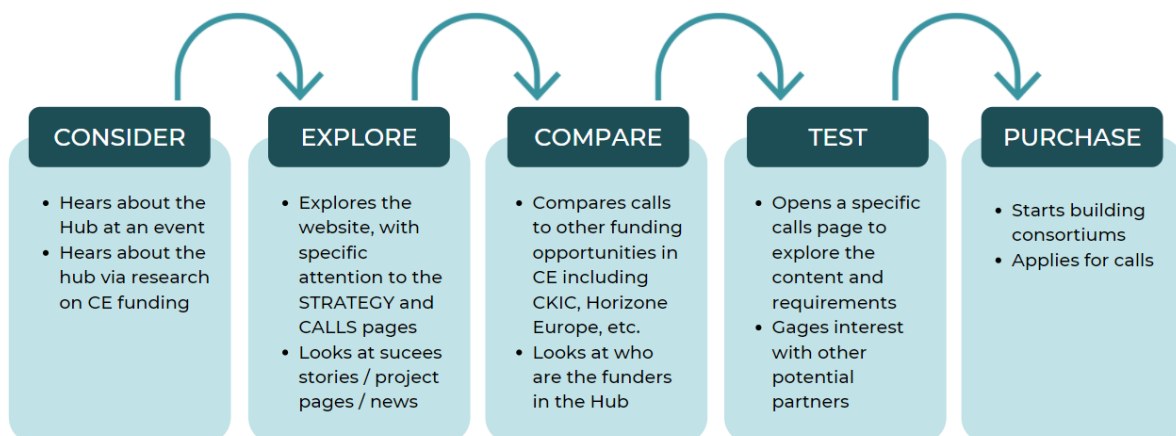 CONSIDER
• Hears about the
Hub at an event
• Hears about the
hub via research
on CE funding
EXPLORE
• Explores the
website, with
specific
attention to the
STRATEGY and
CALLS pages
• Looks at sucees
stories / project
pages / news
COMPARE
• Compares calls
to other funding
opportunities in
CE including
CKIC, Horizone
Europe, etc.
• Looks at who
are the funders
in the Hub
TEST
• Opens a specific
calls page to
explore the
content and
requirements
• Gages interest
with other
potential
partners
PURCHASE
• Starts building
consortiums
• Applies for calls